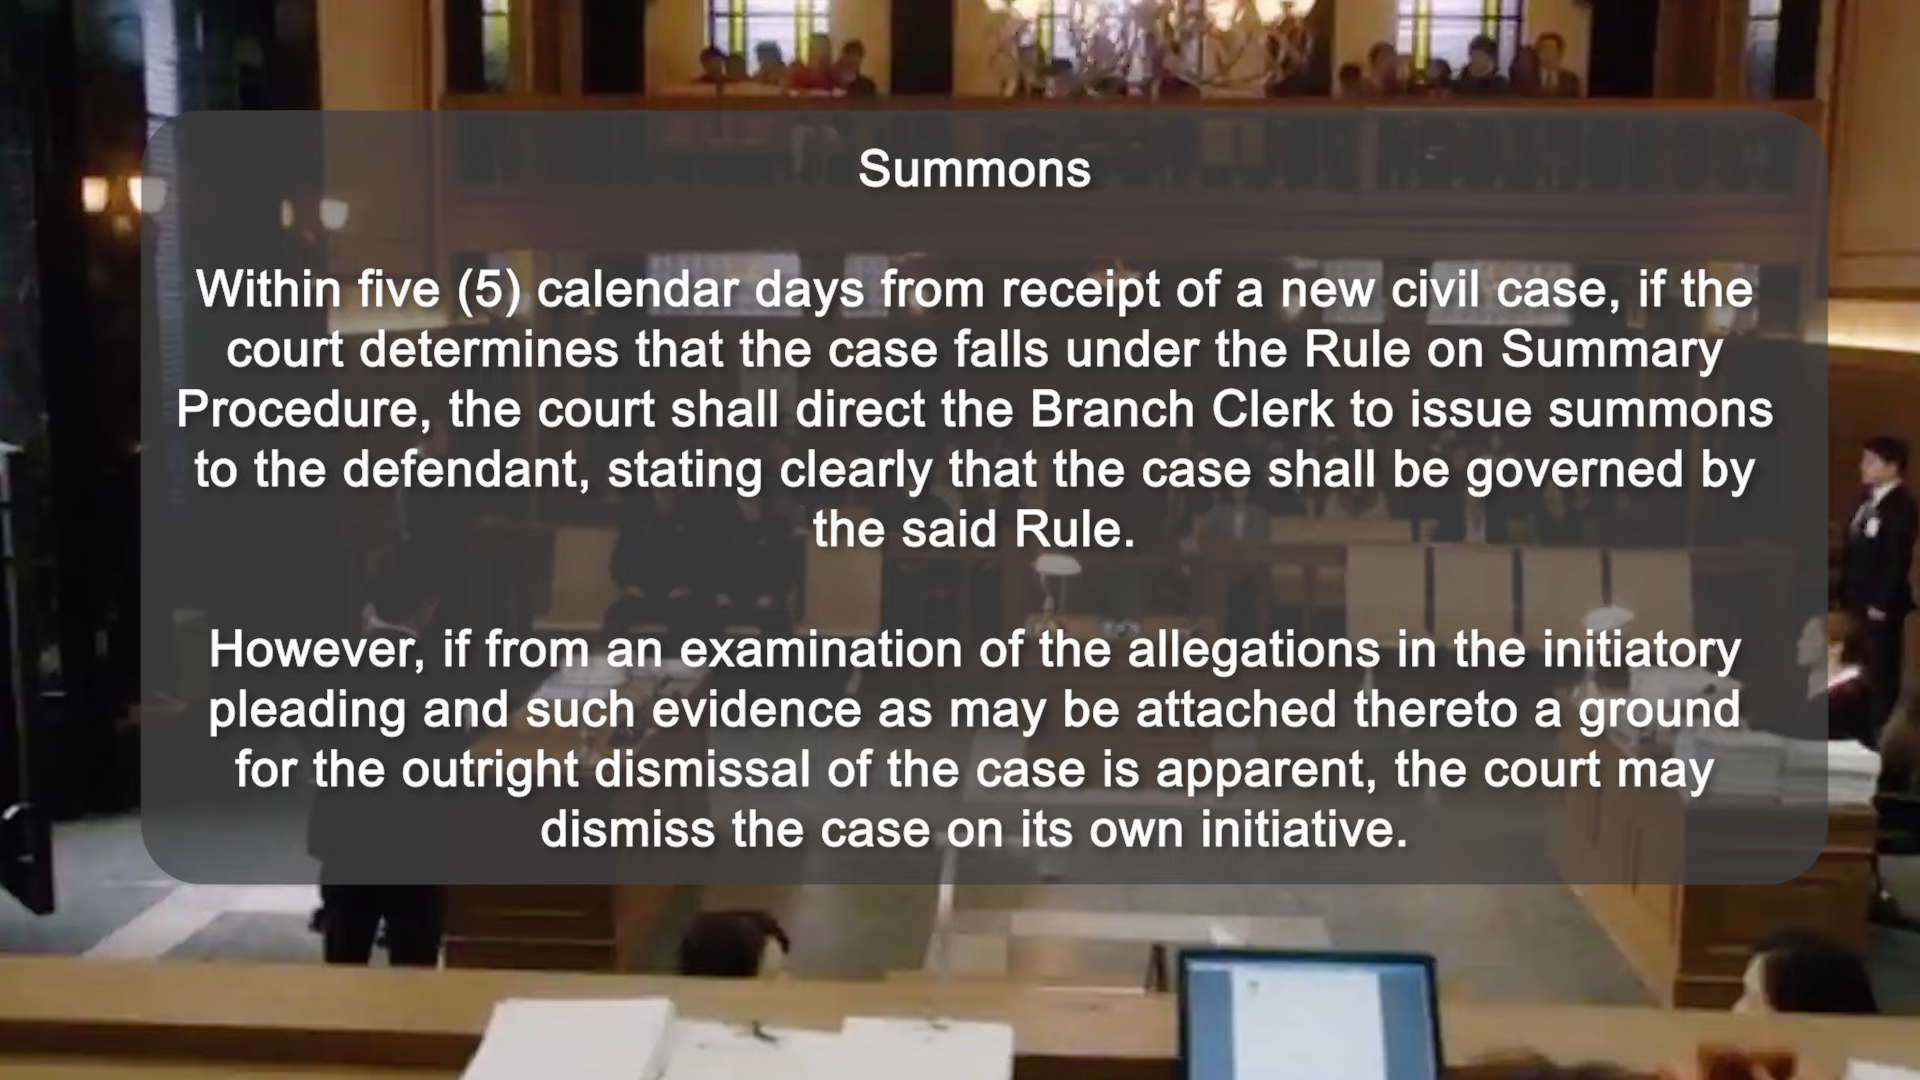 Summons
Within five (5) calendar days from receipt of a new civil case, if the
court determines that the case falls under the Rule on Summary
Procedure, the court shall direct the Branch Clerk to issue summons
to the defendant, stating clearly that the case shall be governed by
the said Rule.
However, if from an examination of the allegations in the initiatory
pleading and such evidence as may be attached thereto a ground
for the outright dismissal of the case is apparent, the court may
dismiss the case on its own initiative.